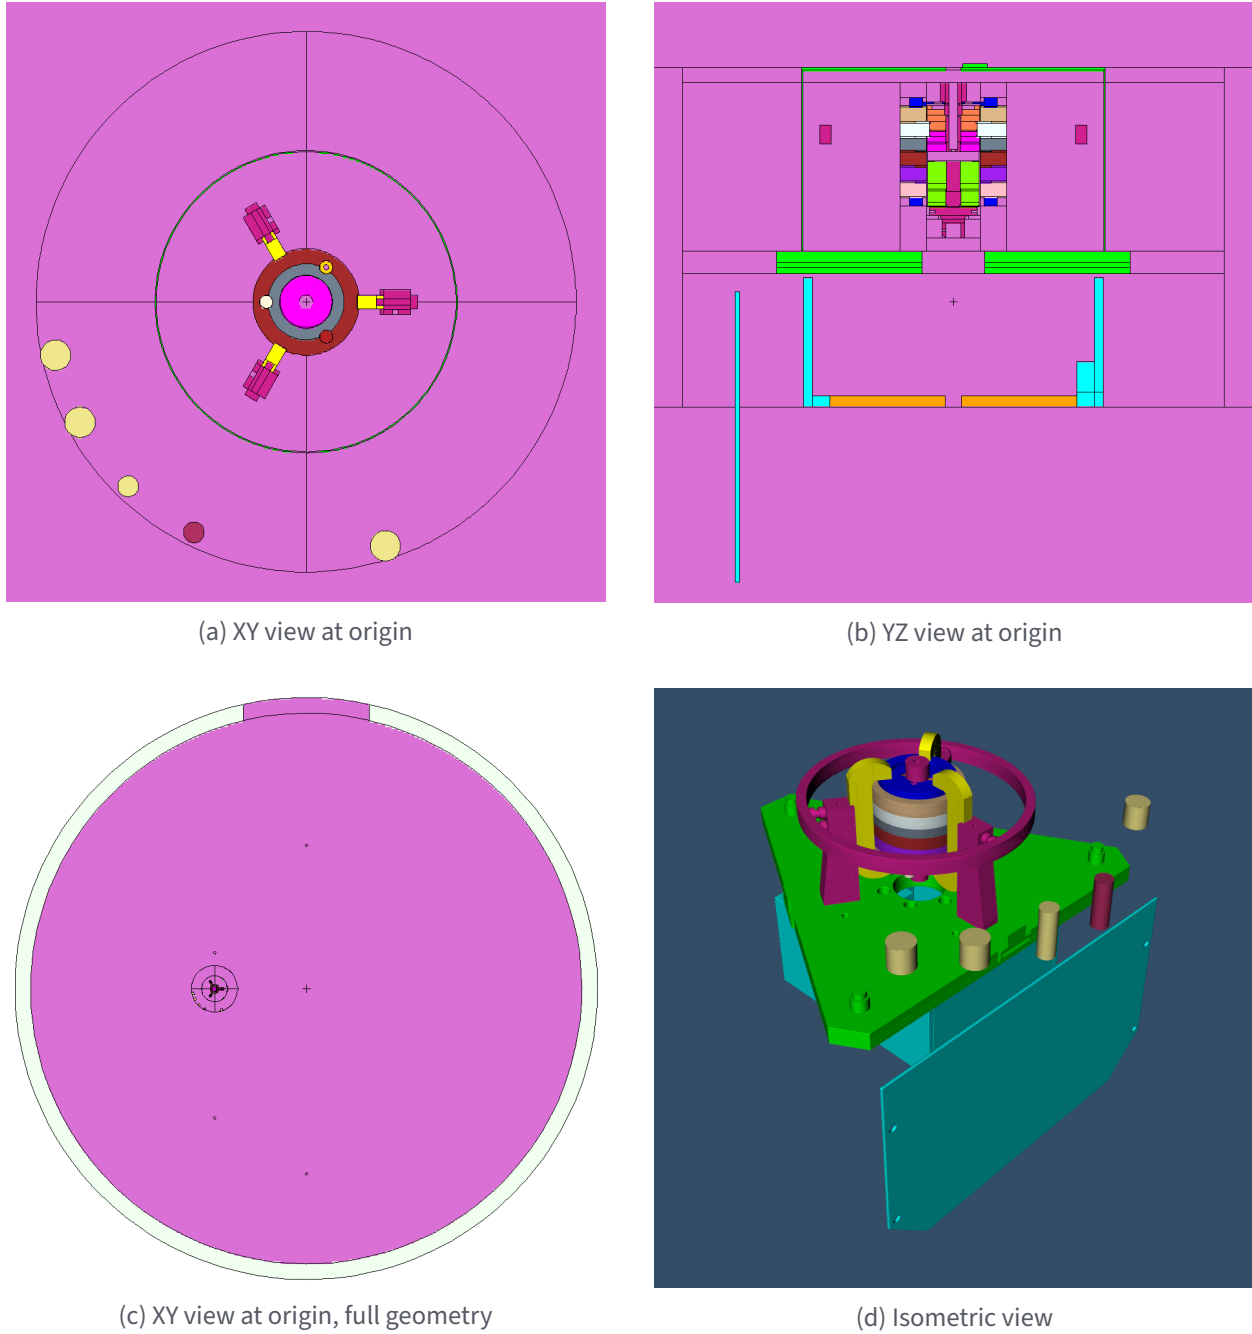 (a) XY view at origin
(b) YZ view at origin
(c) XY view at origin, full geometry
(d) Isometric view